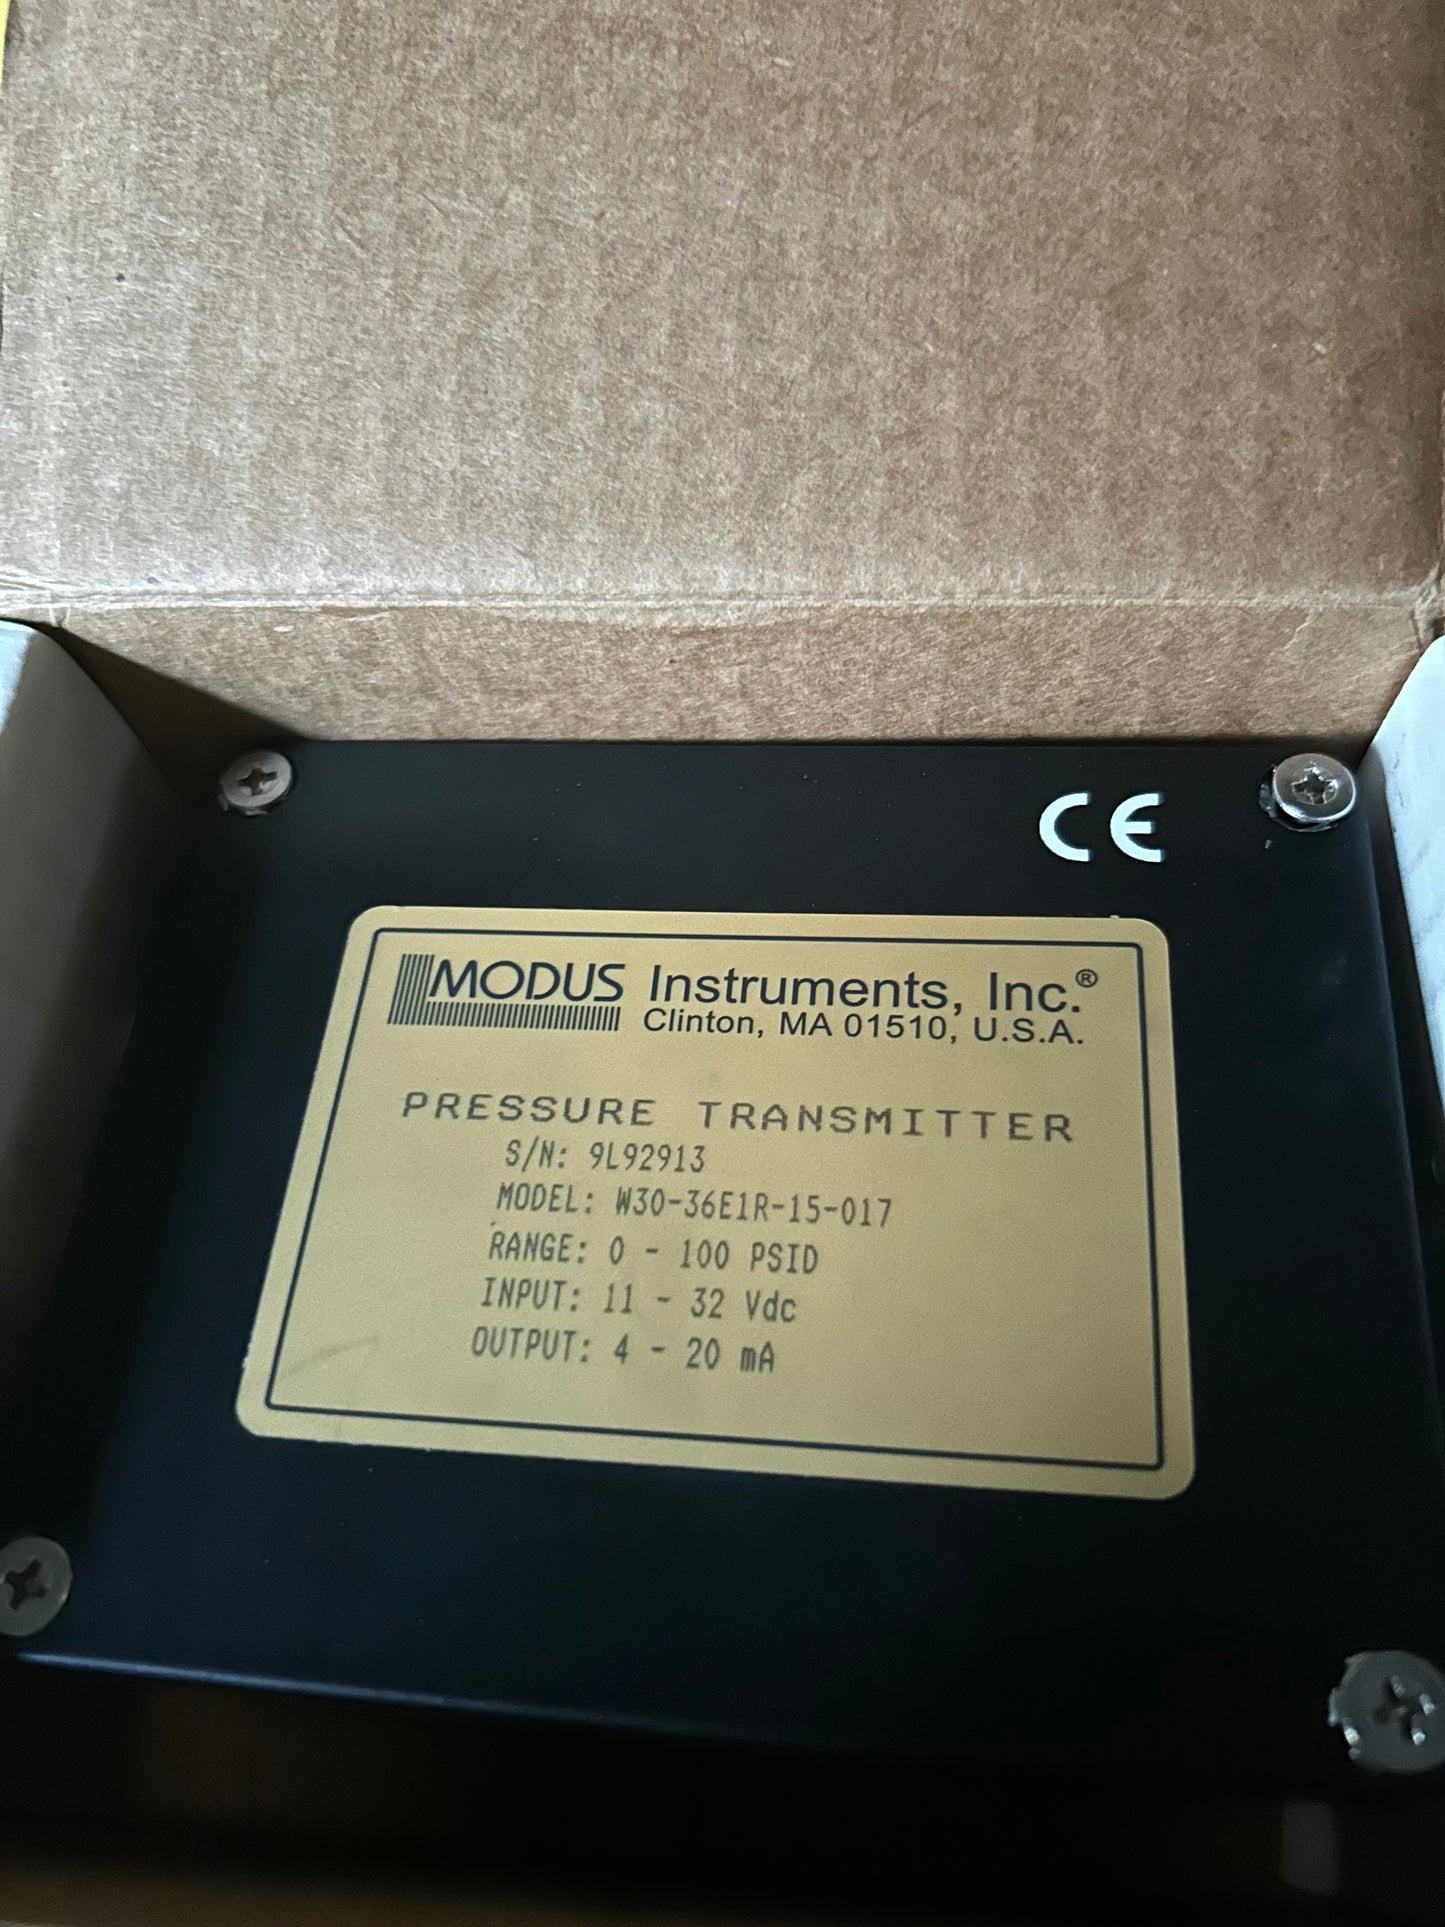 CE
MODUS Instruments, Inc.®
Clinton, MA 01510, U.S.A.
PRESSURE TRANSMITTER
S/N: 9L92913
MODEL: W30-36E1R-15-017
RANGE: 0 - 100 PSID
INPUT: 11 - 32 Vdc
OUTPUT: 4 - 20 mA